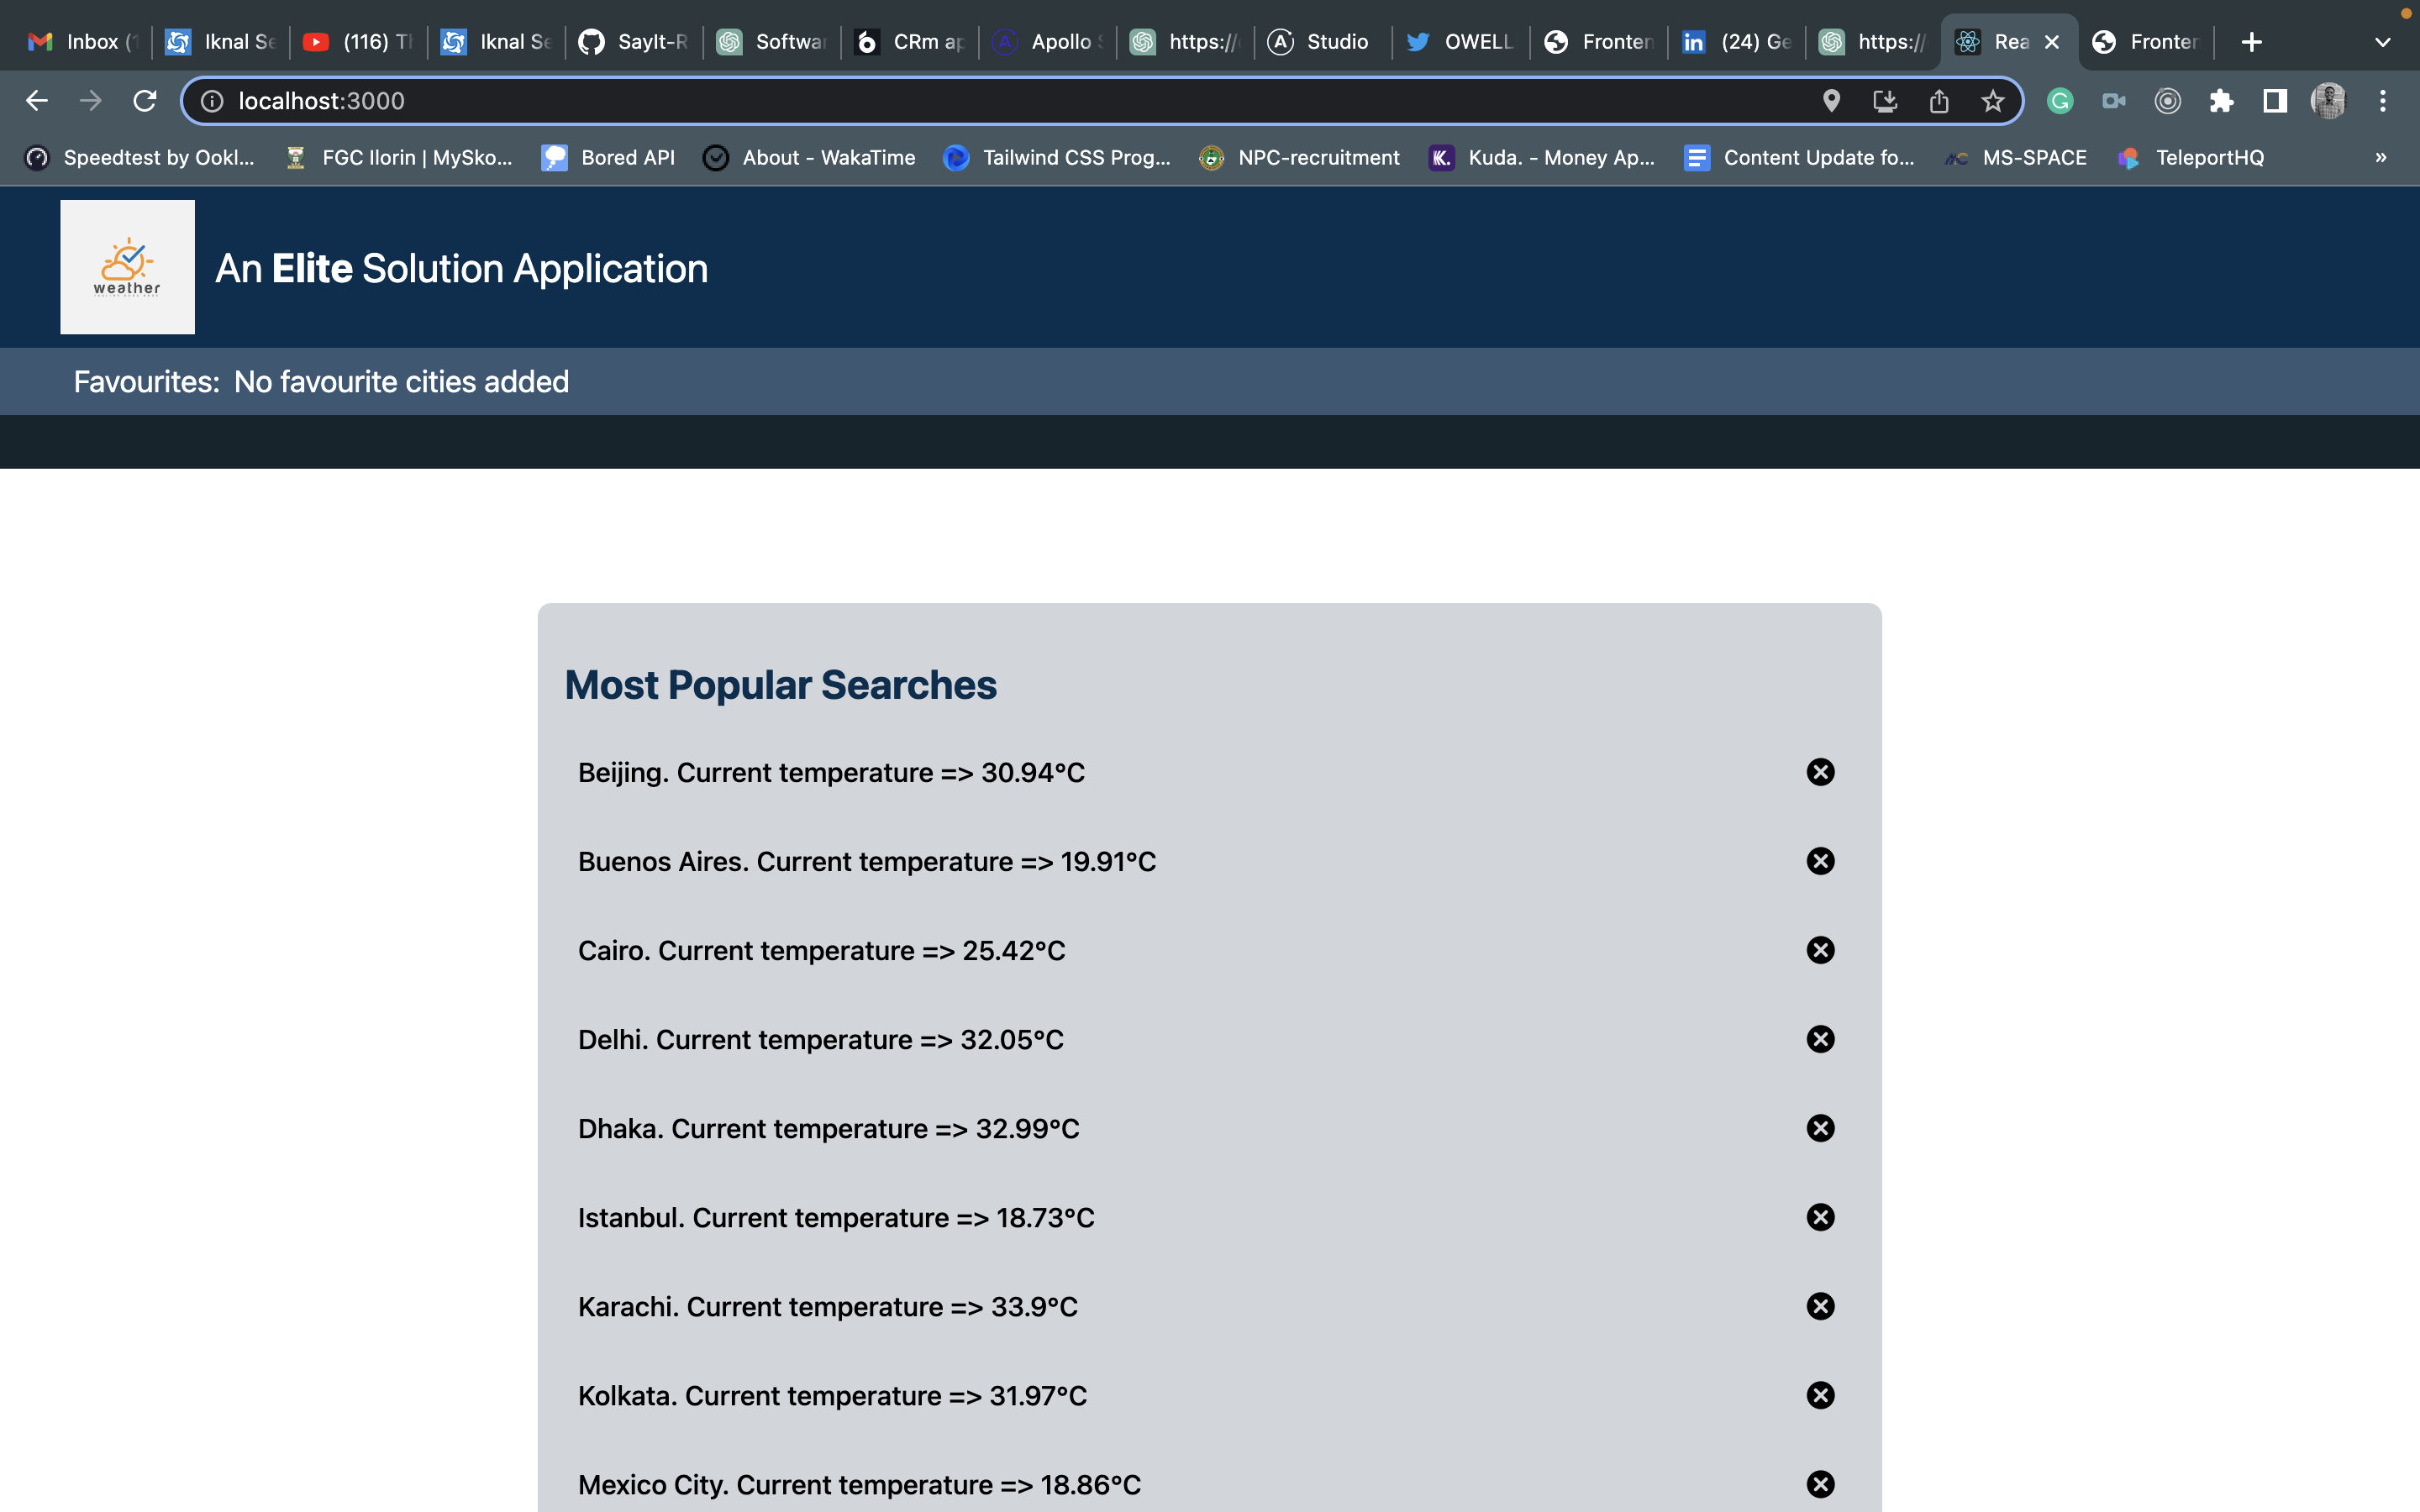 Inbox (1
Iknal Se
(116) Th
Iknal Se
SayIt-R
Softwar
CRm ap
Apollo S
https://
Studio
OWELL
Fronten
(24) Ge
https://
Rea
Fronten
localhost:3000
Speedtest by Ookl...
FGC Ilorin | MySko...
Bored API
About - WakaTime
Tailwind CSS Prog...
NPC-recruitment
Kuda. - Money Ap...
Content Update fo...
MS-SPACE
TeleportHQ
»
weather
An Elite Solution Application
Favourites: No favourite cities added
Most Popular Searches
Beijing. Current temperature => 30.94°C
Buenos Aires. Current temperature => 19.91°C
Cairo. Current temperature => 25.42°C
Delhi. Current temperature => 32.05°C
Dhaka. Current temperature => 32.99°C
Istanbul. Current temperature => 18.73°C
Karachi. Current temperature => 33.9°C
Kolkata. Current temperature => 31.97°C
Mexico City. Current temperature => 18.86°C